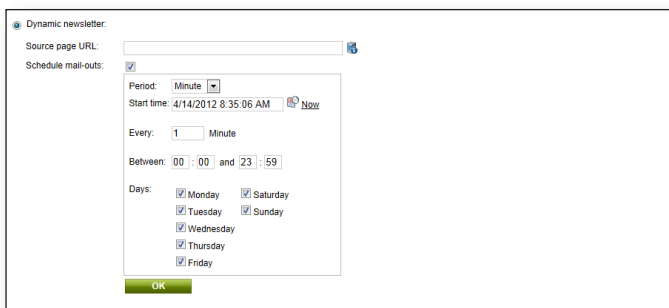 Dynamic newsletter:
Source page URL:
Schedule mail-outs:
Period: Minute
Start time: 4/14/2012 8:35:06 AM Now
Every: 1 Minute
Between: 00 : 00 and 23 : 59
Days: Monday Saturday
Tuesday Sunday
Wednesday
Thursday
Friday
OK